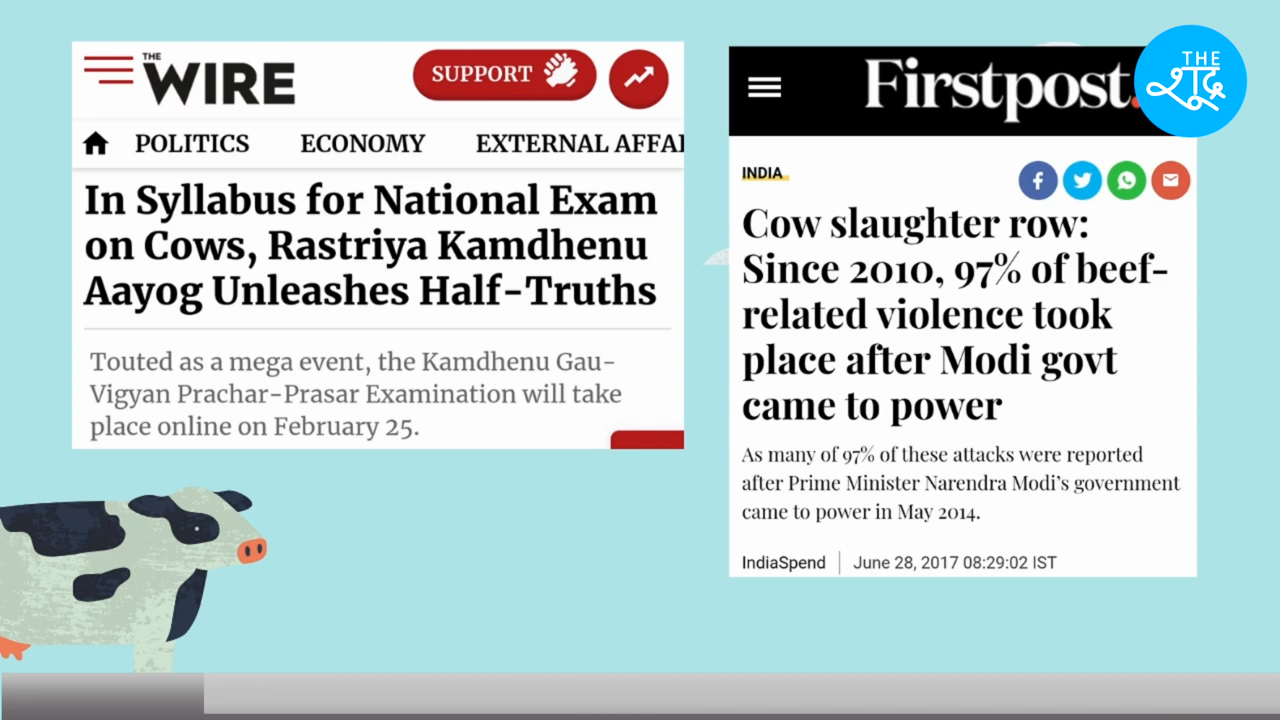 THE
WIRE
SUPPORT
POLITICS ECONOMY EXTERNAL AFFAI
In Syllabus for National Exam
on Cows, Rastriya Kamdhenu
Aayog Unleashes Half-Truths
Touted as a mega event, the Kamdhenu Gau-
Vigyan Prachar-Prasar Examination will take
place online on February 25.
Firstpost.
THE
शूद्र
INDIA
Cow slaughter row:
Since 2010, 97% of beef-
related violence took
place after Modi govt
came to power
As many of 97% of these attacks were reported
after Prime Minister Narendra Modi's government
came to power in May 2014.
IndiaSpend June 28, 2017 08:29:02 IST